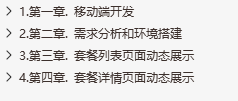 > 1.第一章. 移动端开发
> 2.第二章. 需求分析和环境搭建
> 3.第三章. 套餐列表页面动态展示
> 4.第四章. 套餐详情页面动态展示